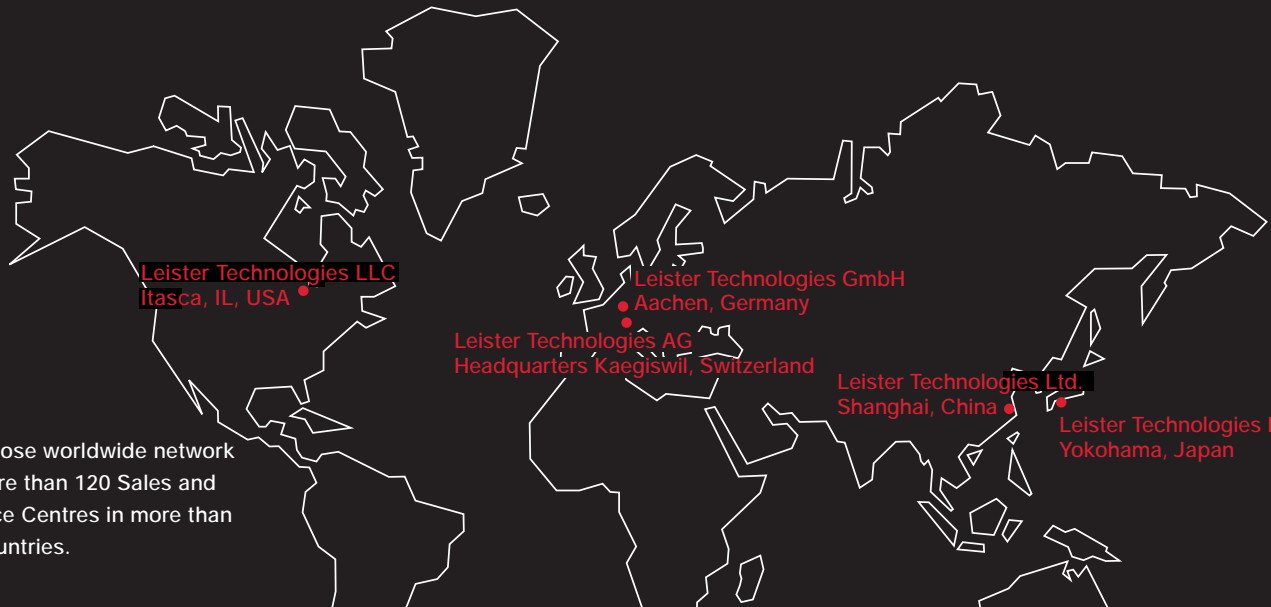 Leister Technologies LLC
Itasca, IL, USA
Leister Technologies GmbH
Aachen, Germany
Leister Technologies AG
Headquarters Kaegiswil, Switzerland
Leister Technologies Ltd.
Shanghai, China
Leister Technologies
Yokohama, Japan
ose worldwide network
re than 120 Sales and
ce Centres in more than
untries.